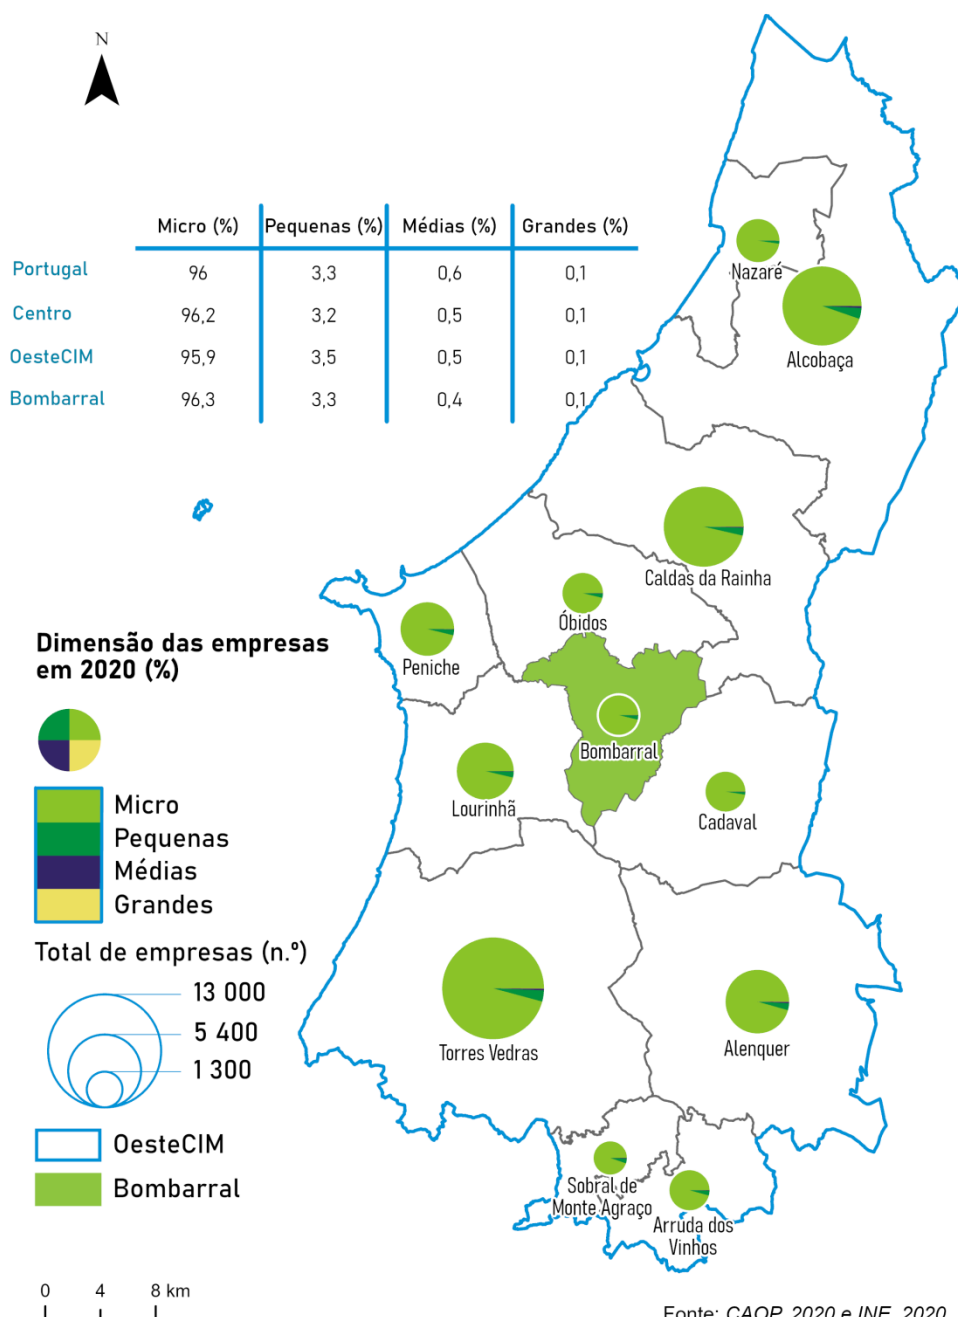 N
Micro (%) Pequenas (%) Médias (%) Grandes (%)
Portugal 96 3,3 0,6 0,1
Centro 96,2 3,2 0,5 0,1
OesteCIM 95,9 3,5 0,5 0,1
Bombarral 96,3 3,3 0,4 0,1
Nazaré
Alcobaça
Caldas da Rainha
Óbidos
Peniche
Bombarral
Lourinhã
Cadaval
Torres Vedras
Alenquer
Sobral de
Monte Agraço
Arruda dos
Vinhos
Dimensão das empresas
em 2020 (%)
Micro
Pequenas
Médias
Grandes
Total de empresas (n.º)
13 000
5 400
1 300
OesteCIM
Bombarral
0 4 8 km
Fonte: CAOP, 2020 e INE, 2020